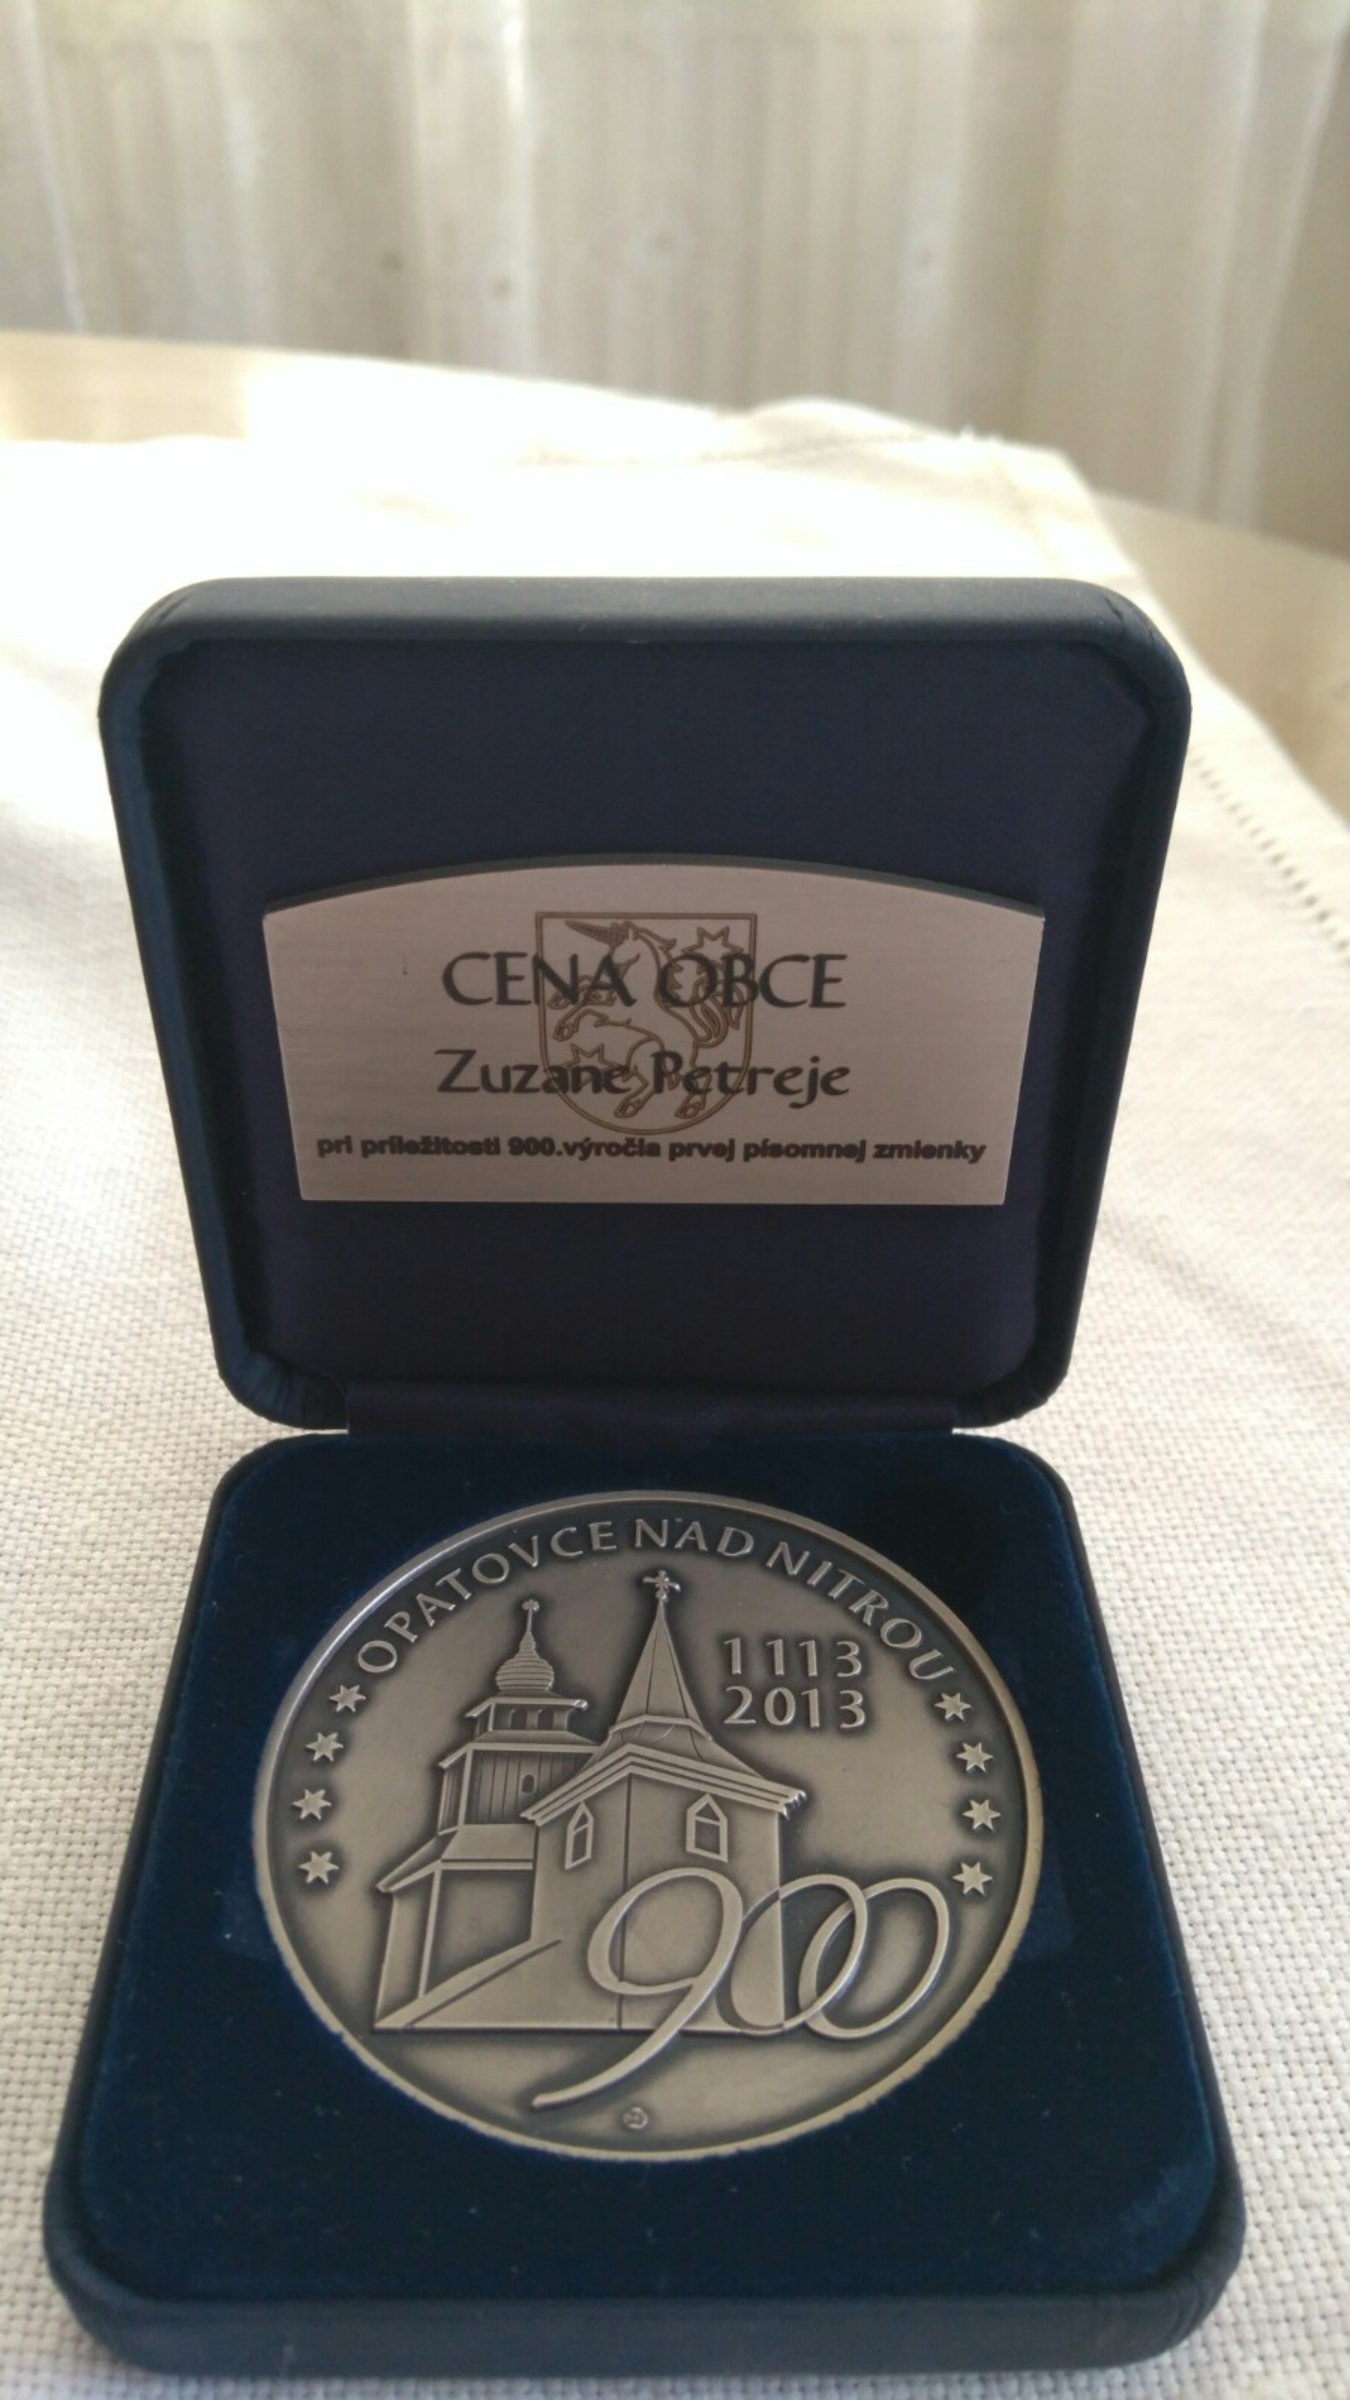 CENA OBCE
Zuzane Petreje
pri príležitosti 900.výročia prvej písomnej zmienky
OPATOVCE NAD NITROU
1113
2013
900